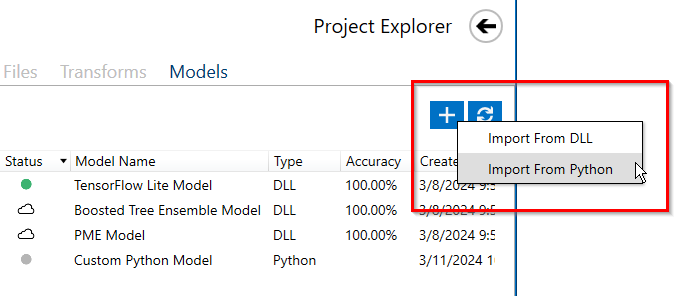 Project Explorer
Files Transforms Models
Import From DLL
Status Model Name Type Accuracy Create
Import From Python
TensorFlow Lite Model DLL 100.00% 3/8/2024 9:5
Boosted Tree Ensemble Model DLL 100.00% 3/8/2024 9:5
PME Model DLL 100.00% 3/8/2024 9:5
Custom Python Model Python 3/11/2024 10